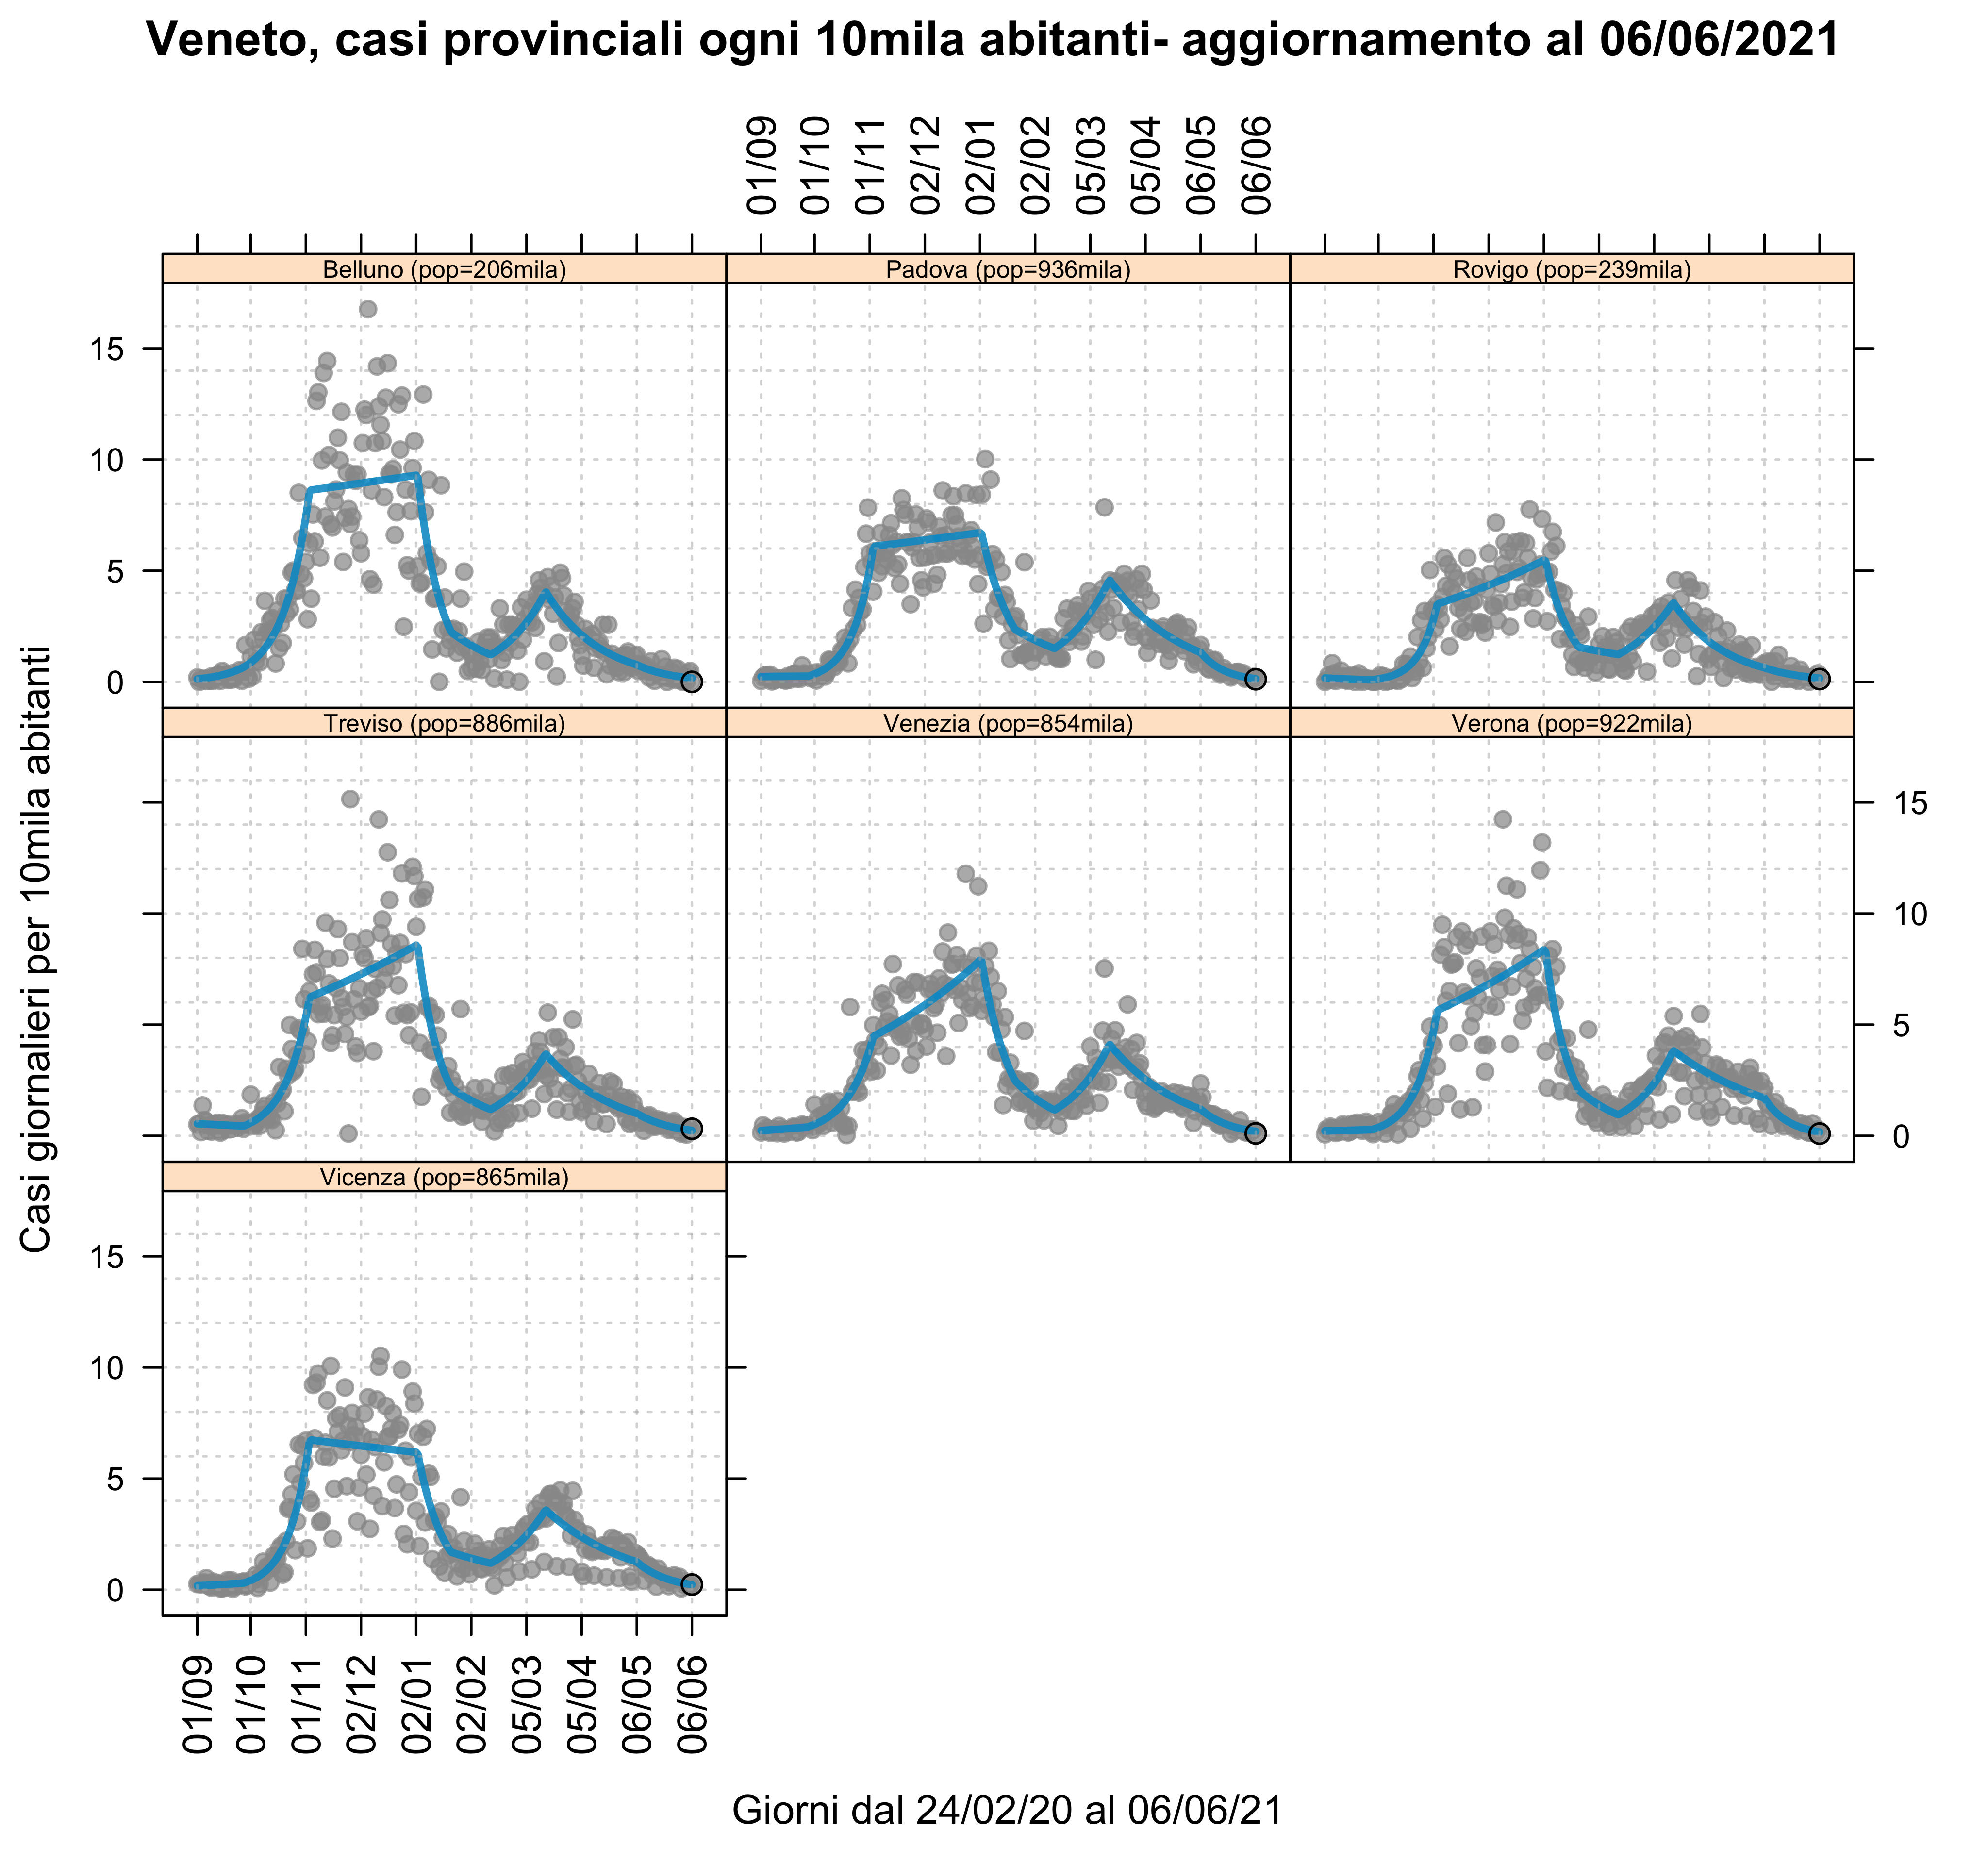 Veneto, casi provinciali ogni 10mila abitanti- aggiornamento al 06/06/2021
01/09 01/10 01/11 02/12 02/01 02/02 05/03 05/04 06/05 06/06
Belluno (pop=206mila) Padova (pop=936mila) Rovigo (pop=239mila)
15
10
5
0
Treviso (pop=886mila) Venezia (pop=854mila) Verona (pop=922mila)
15
10
5
0
Vicenza (pop=865mila)
15
10
5
0
01/09 01/10 01/11 02/12 02/01 02/02 05/03 05/04 06/05 06/06
Casi giornalieri per 10mila abitanti
Giorni dal 24/02/20 al 06/06/21